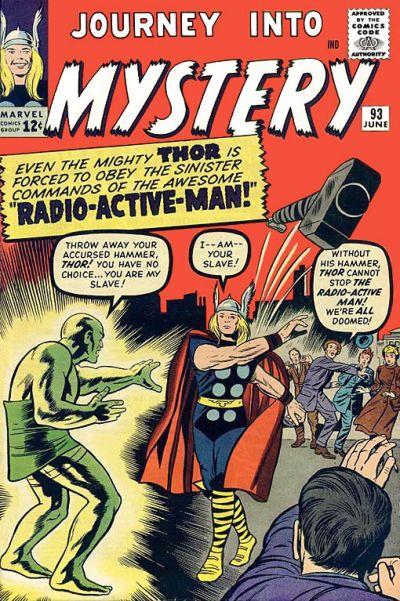 JOURNEY INTO
MYSTERY
IND
APPROVED
BY THE
COMICS
CODE
AUTHORITY
MARVEL
COMICS
GROUP
12¢
93
JUNE
EVEN THE MIGHTY THOR IS
FORCED TO OBEY THE SINISTER
COMMANDS OF THE AWESOME
"RADIO-ACTIVE-MAN!"
THROW AWAY YOUR
ACCURSED HAMMER,
THOR! YOU HAVE NO
CHOICE...YOU ARE MY
SLAVE!
I--AM--
YOUR
SLAVE!
WITHOUT
HIS HAMMER,
THOR CANNOT
STOP THE
RADIO-ACTIVE
MAN!
WE'RE ALL
DOOMED!